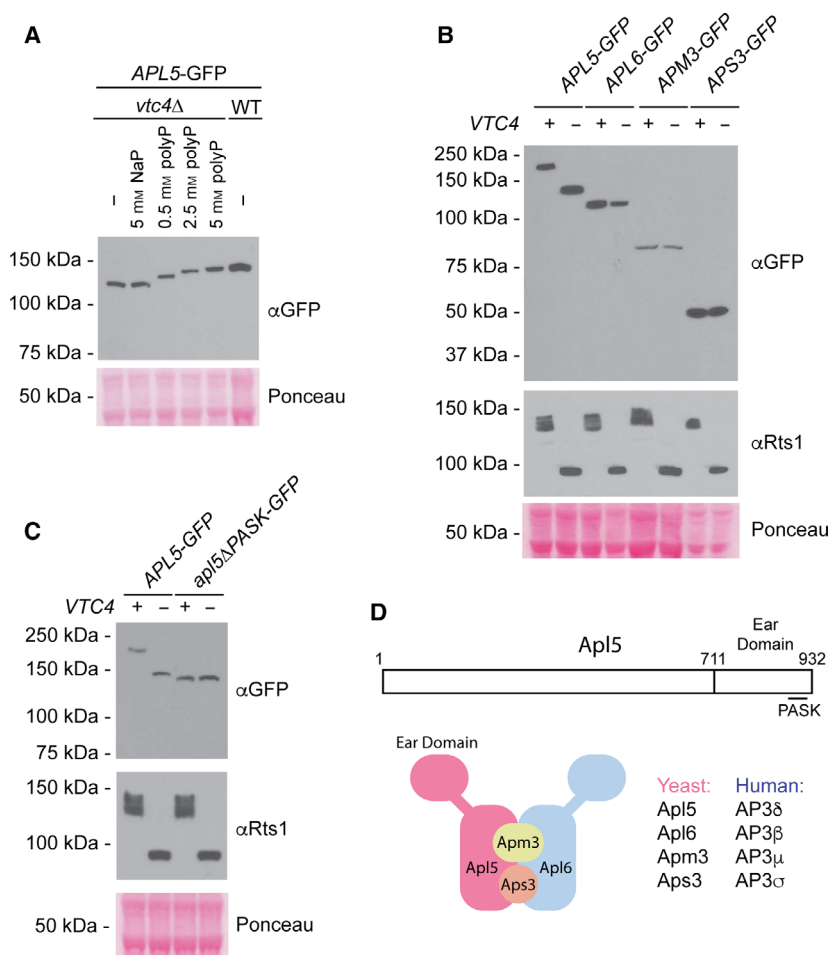 A
APL5-GFP
vtc4Δ WT
– 5 mM NaP 0.5 mM polyP 2.5 mM polyP 5 mM polyP –
150 kDa -
100 kDa -
75 kDa -
αGFP
50 kDa -
Ponceau
B
APL5-GFP APL6-GFP APM3-GFP APS3-GFP
VTC4 + – + – + – + –
250 kDa -
150 kDa -
100 kDa -
75 kDa -
50 kDa -
37 kDa -
αGFP
150 kDa -
100 kDa -
αRts1
50 kDa -
Ponceau
C
APL5-GFP apl5ΔPASK-GFP
VTC4 + – + –
250 kDa -
150 kDa -
100 kDa -
75 kDa -
αGFP
150 kDa -
100 kDa -
αRts1
50 kDa -
Ponceau
D
Apl5
Ear
Domain
1 711 932
PASK
Ear Domain
Apm3
Apl5 Apl6
Aps3
Yeast: Human:
Apl5 AP3δ
Apl6 AP3β
Apm3 AP3μ
Aps3 AP3σ